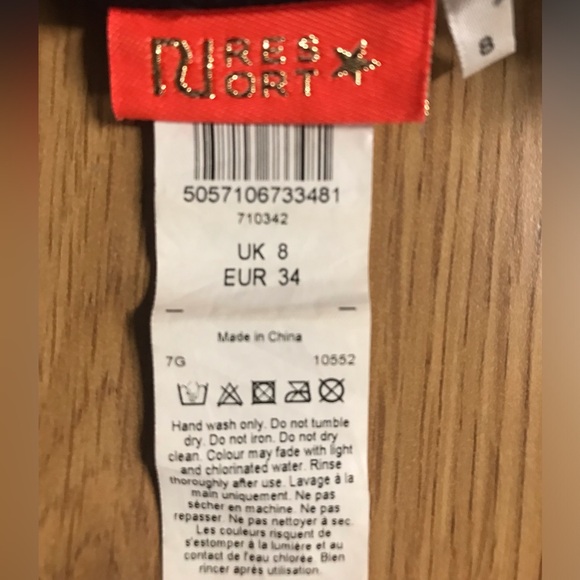 RI RES
ORT
8
5057106733481
710342
UK 8
EUR 34
Made in China
7G 10552
Hand wash only. Do not tumble
dry. Do not iron. Do not dry
clean. Colour may fade with light
and chlorinated water. Rinse
thoroughly after use. Lavage à la
main uniquement. Ne pas
sècher en machine. Ne pas
repasser. Ne pas nettoyer à sec.
Les couleurs risquent de
s'estomper à la lumière et au
contact de l'eau chlorée. Bien
rincer après utilisation.